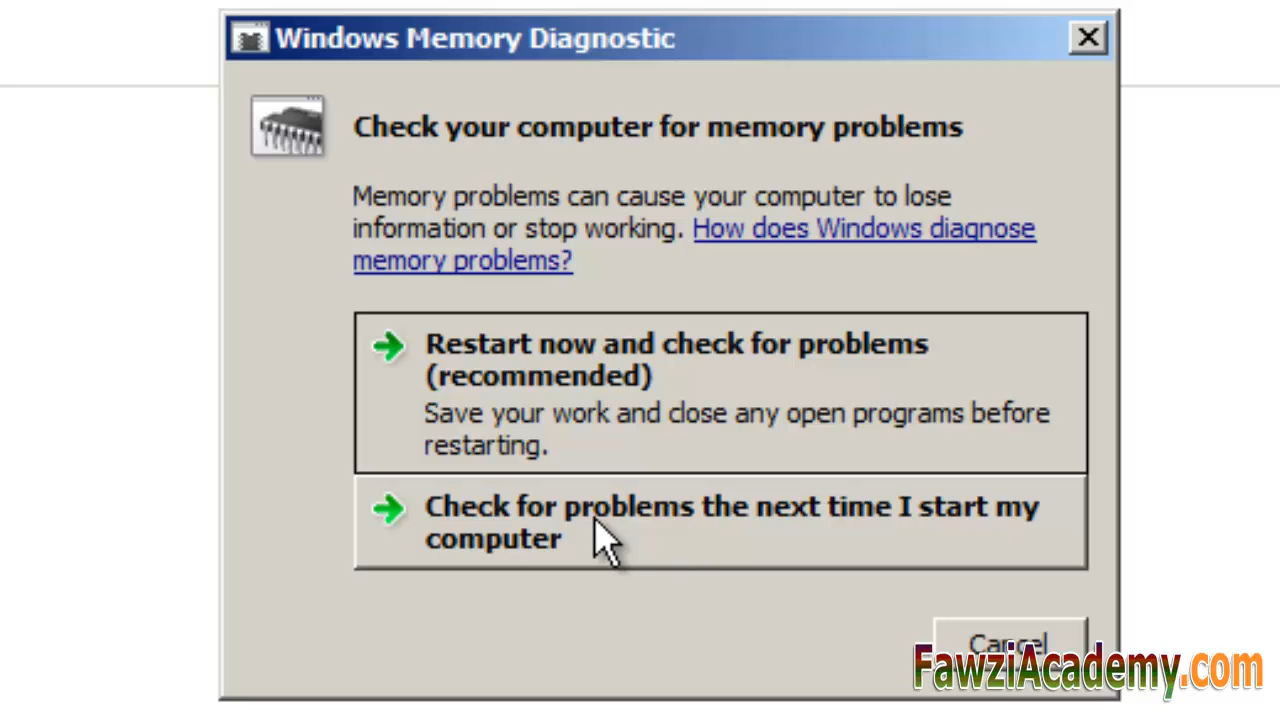 Windows Memory Diagnostic
Check your computer for memory problems
Memory problems can cause your computer to lose
information or stop working. How does Windows diagnose
memory problems?
Restart now and check for problems
(recommended)
Save your work and close any open programs before
restarting.
Check for problems the next time I start my
computer
Cancel
FawziAcademy.com